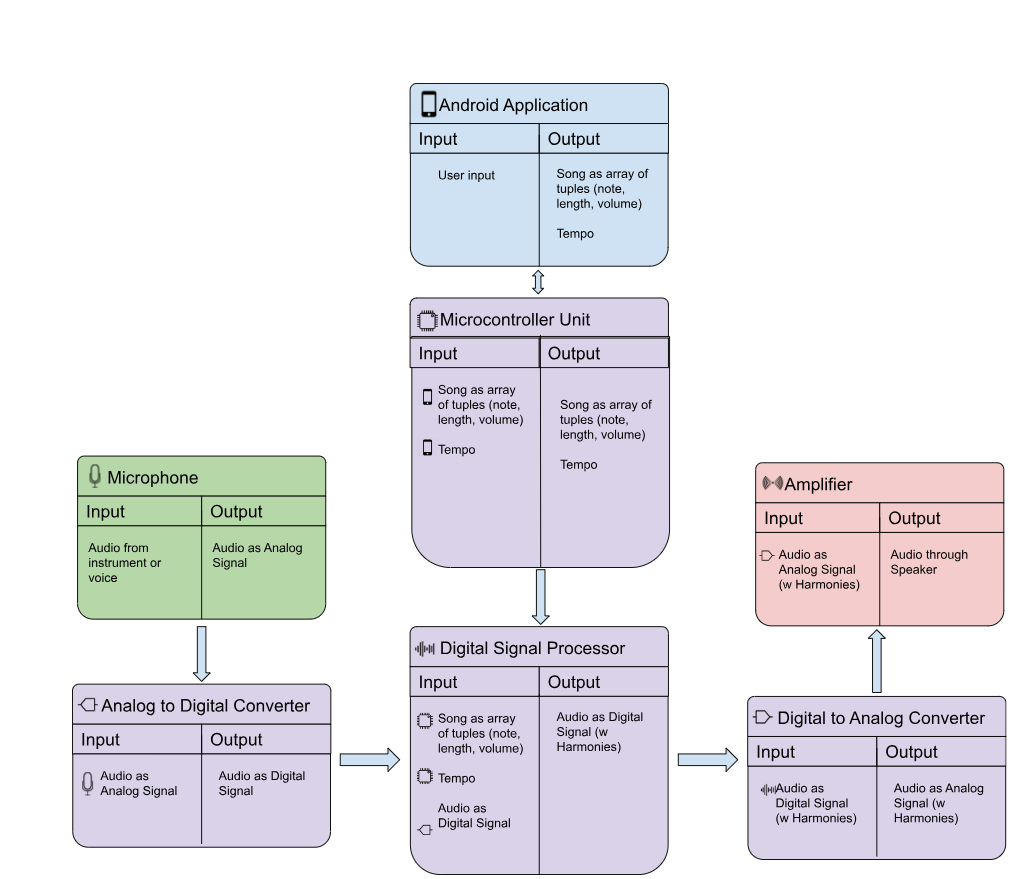 Android Application
Input
Output
User input
Song as array of
tuples (note,
length, volume)
Tempo
Microcontroller Unit
Input
Output
Song as array
of tuples (note,
length, volume)
Tempo
Song as array of
tuples (note,
length, volume)
Tempo
Microphone
Input
Output
Audio from
instrument or
voice
Audio as Analog
Signal
Amplifier
Input
Output
Audio as
Analog Signal
(w Harmonies)
Audio through
Speaker
Analog to Digital Converter
Input
Output
Audio as
Analog Signal
Audio as Digital
Signal
Digital Signal Processor
Input
Output
Song as array
of tuples (note,
length, volume)
Tempo
Audio as
Digital Signal
Audio as Digital
Signal (w
Harmonies)
Digital to Analog Converter
Input
Output
Audio as
Digital Signal
(w Harmonies)
Audio as Analog
Signal (w
Harmonies)